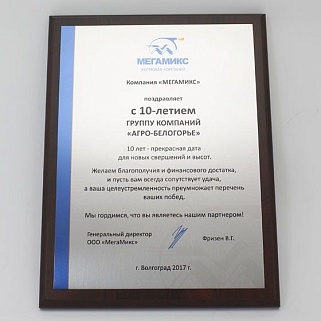 МЕГАМИКС
Компания «МЕГАМИКС»
поздравляет
с 10-летием
ГРУППУ КОМПАНИЙ
«АГРО-БЕЛОГОРЬЕ»
10 лет - прекрасная дата
для новых свершений и высот.
Желаем благополучия и финансового достатка,
и пусть вам всегда сопутствует удача,
а ваша целеустремленность преумножает перечень
ваших побед.
Мы гордимся, что вы являетесь нашим партнером!
Генеральный директор
ООО «МегаМикс» Фризен В.Г.
г. Волгоград 2017 г.